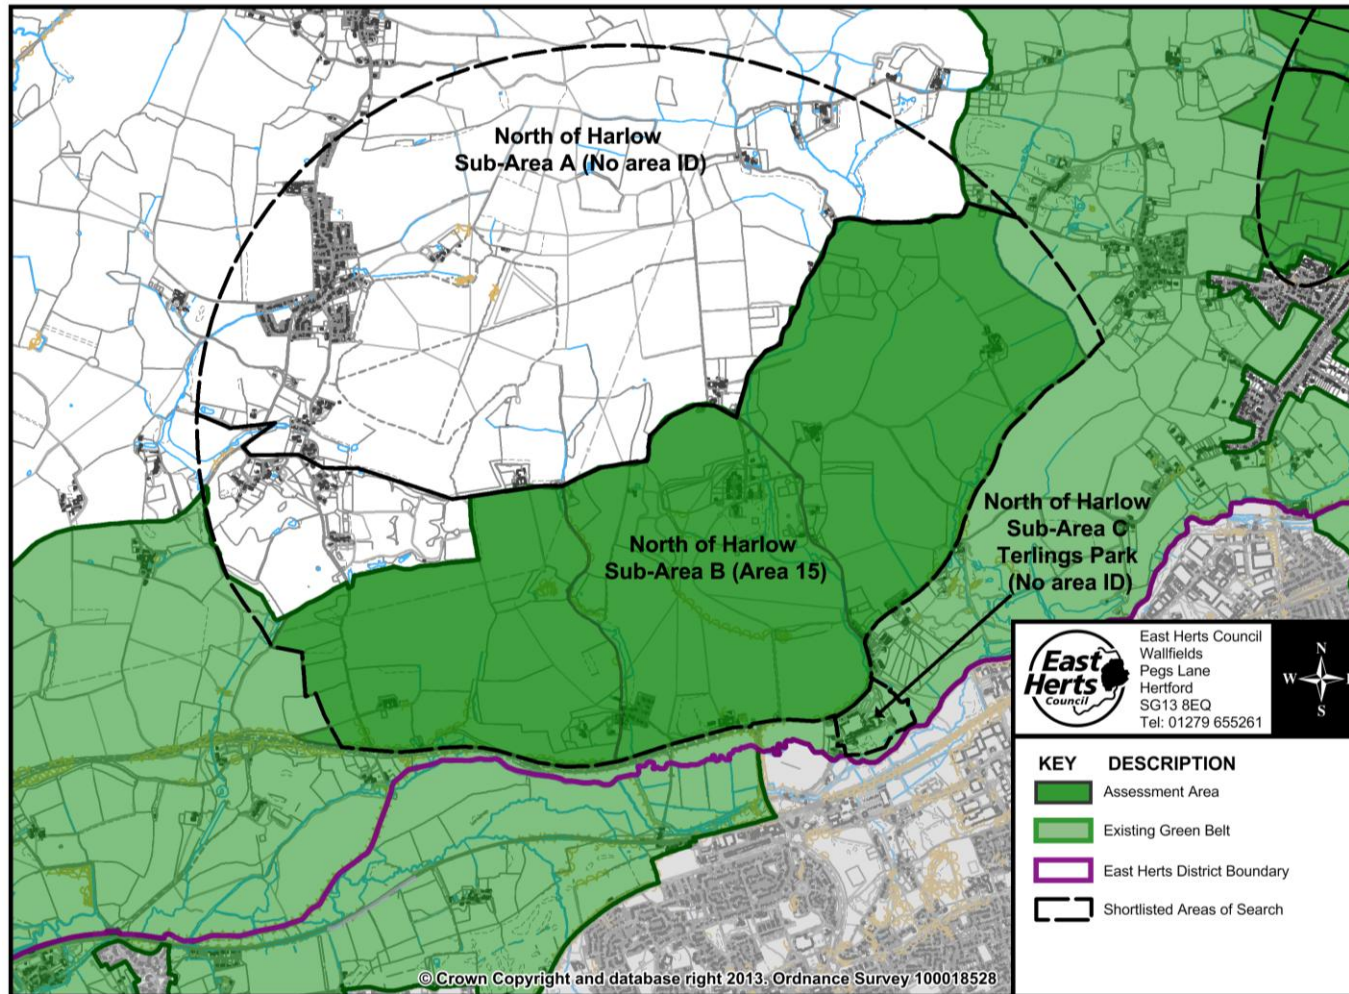 North of Harlow
Sub-Area A (No area ID)
North of Harlow
Sub-Area B (Area 15)
North of Harlow
Sub-Area C
Terlings Park
(No area ID)
East
Herts
Council
East Herts Council
Wallfields
Pegs Lane
Hertford
SG13 8EQ
Tel: 01279 655261
N
W
S
KEY DESCRIPTION
Assessment Area
Existing Green Belt
East Herts District Boundary
Shortlisted Areas of Search
© Crown Copyright and database right 2013. Ordnance Survey 100018528